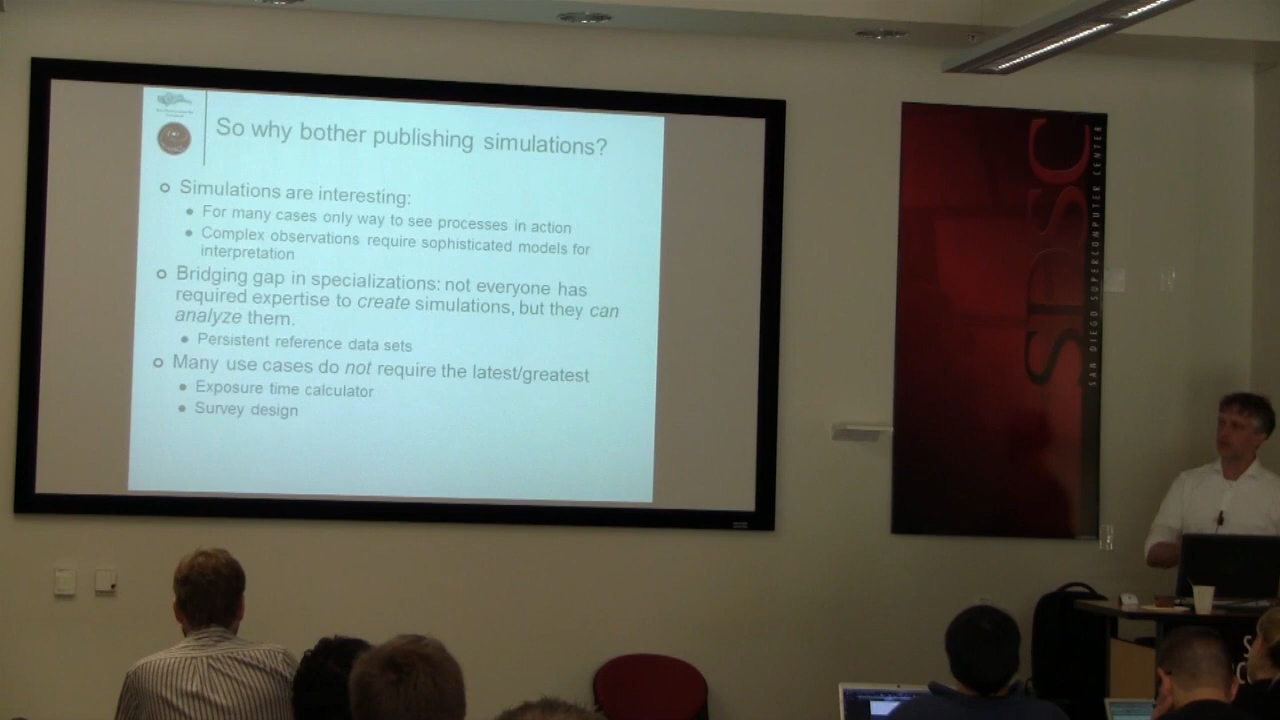 So why bother publishing simulations?
Simulations are interesting:
For many cases only way to see processes in action
Complex observations require sophisticated models for
interpretation
Bridging gap in specializations: not everyone has
required expertise to create simulations, but they can
analyze them.
Persistent reference data sets
Many use cases do not require the latest/greatest
Exposure time calculator
Survey design
SDSC
SAN DIEGO SUPERCOMPUTER CENTER